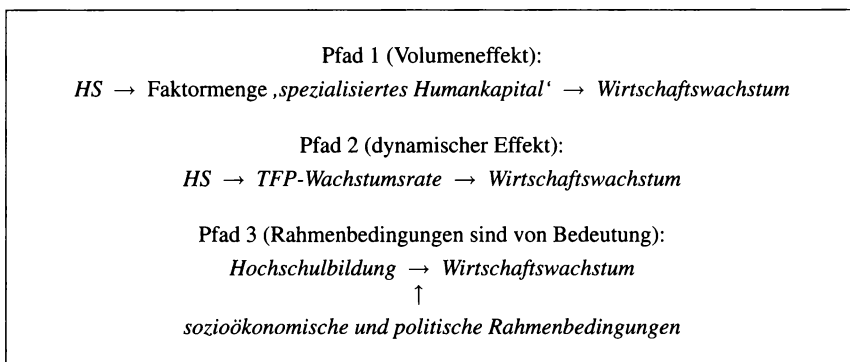 Pfad 1 (Volumeneffekt):
HS → Faktormenge ‚spezialisiertes Humankapital‘ → Wirtschaftswachstum
Pfad 2 (dynamischer Effekt):
HS → TFP-Wachstumsrate → Wirtschaftswachstum
Pfad 3 (Rahmenbedingungen sind von Bedeutung):
Hochschulbildung → Wirtschaftswachstum
↑
sozioökonomische und politische Rahmenbedingungen